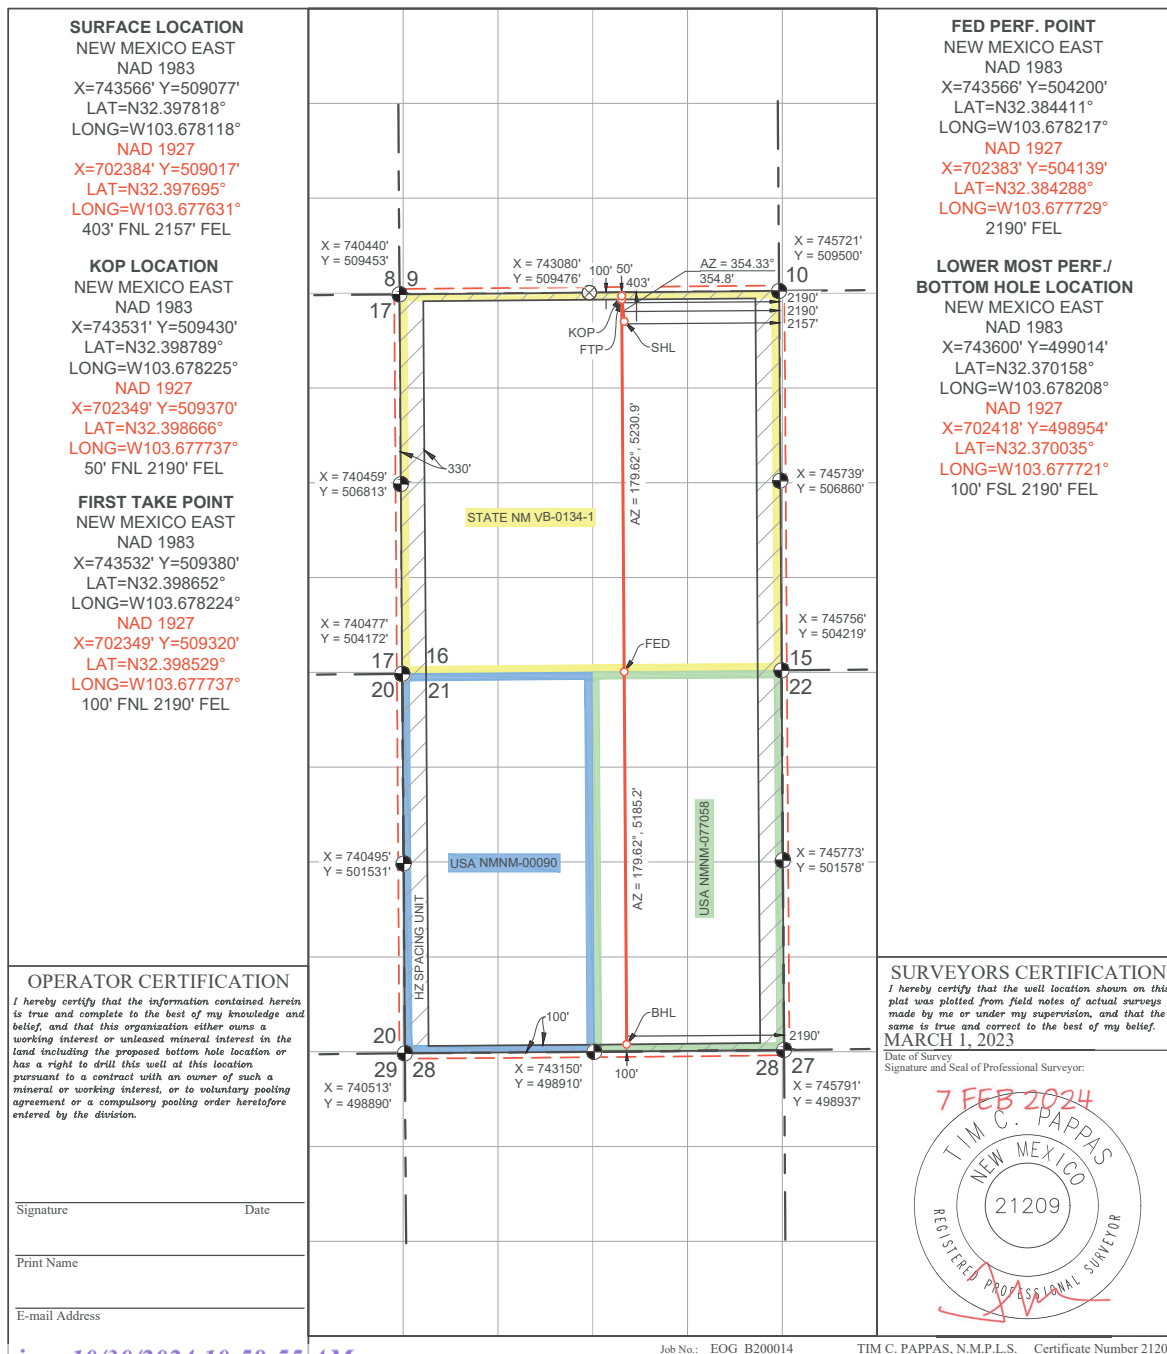 SURFACE LOCATION
NEW MEXICO EAST
NAD 1983
X=743566' Y=509077'
LAT=N32.397818°
LONG=W103.678118°
NAD 1927
X=702384' Y=509017'
LAT=N32.397695°
LONG=W103.677631°
403' FNL 2157' FEL
KOP LOCATION
NEW MEXICO EAST
NAD 1983
X=743531' Y=509430'
LAT=N32.398789°
LONG=W103.678225°
NAD 1927
X=702349' Y=509370'
LAT=N32.398666°
LONG=W103.677737°
50' FNL 2190' FEL
FIRST TAKE POINT
NEW MEXICO EAST
NAD 1983
X=743532' Y=509380'
LAT=N32.398652°
LONG=W103.678224°
NAD 1927
X=702349' Y=509320'
LAT=N32.398529°
LONG=W103.677737°
100' FNL 2190' FEL
OPERATOR CERTIFICATION
I hereby certify that the information contained herein
is true and complete to the best of my knowledge and
belief, and that this organization either owns a
working interest or unleased mineral interest in the
land including the proposed bottom hole location or
has a right to drill this well at this location
pursuant to a contract with an owner of such a
mineral or working interest, or to voluntary pooling
agreement or a compulsory pooling order heretofore
entered by the division.
Signature Date
Print Name
E-mail Address
X = 740440'
Y = 509453'
X = 743080'
Y = 509476'
100' 50'
403'
AZ = 354.33°
354.8'
X = 745721'
Y = 509500'
8 9
17
10
2190'
2190'
2157'
KOP
FTP
SHL
330'
X = 740459'
Y = 506813'
X = 745739'
Y = 506860'
AZ = 179.62°, 5230.9'
STATE NM VB-0134-1
X = 740477'
Y = 504172'
X = 745756'
Y = 504219'
FED
17 16
20 21
15
22
X = 740495'
Y = 501531'
X = 745773'
Y = 501578'
USA NMNM-00090
USA NMNM-077058
AZ = 179.62°, 5185.2'
HZ SPACING UNIT
100'
BHL
2190'
100'
20
29 28
28 27
X = 740513'
Y = 498890'
X = 743150'
Y = 498910'
X = 745791'
Y = 498937'
FED PERF. POINT
NEW MEXICO EAST
NAD 1983
X=743566' Y=504200'
LAT=N32.384411°
LONG=W103.678217°
NAD 1927
X=702383' Y=504139'
LAT=N32.384288°
LONG=W103.677729°
2190' FEL
LOWER MOST PERF./
BOTTOM HOLE LOCATION
NEW MEXICO EAST
NAD 1983
X=743600' Y=499014'
LAT=N32.370158°
LONG=W103.678208°
NAD 1927
X=702418' Y=498954'
LAT=N32.370035°
LONG=W103.677721°
100' FSL 2190' FEL
SURVEYORS CERTIFICATION
I hereby certify that the well location shown on this
plat was plotted from field notes of actual surveys
made by me or under my supervision, and that the
same is true and correct to the best of my belief.
MARCH 1, 2023
Date of Survey
Signature and Seal of Professional Surveyor:
7 FEB 2024
TIM C. PAPPAS
NEW MEXICO
21209
REGISTERED PROFESSIONAL SURVEYOR
10/30/2024 10:59:55 AM
Job No.: EOG_B200014
TIM C. PAPPAS, N.M.P.L.S. Certificate Number 2120